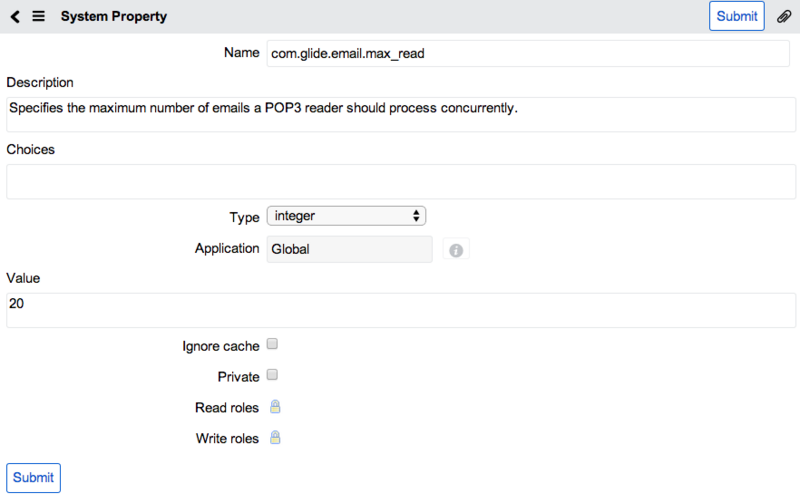 System Property
Submit
Name com.glide.email.max_read
Description
Specifies the maximum number of emails a POP3 reader should process concurrently.
Choices
Type integer
Application Global
Value
20
Ignore cache
Private
Read roles
Write roles
Submit